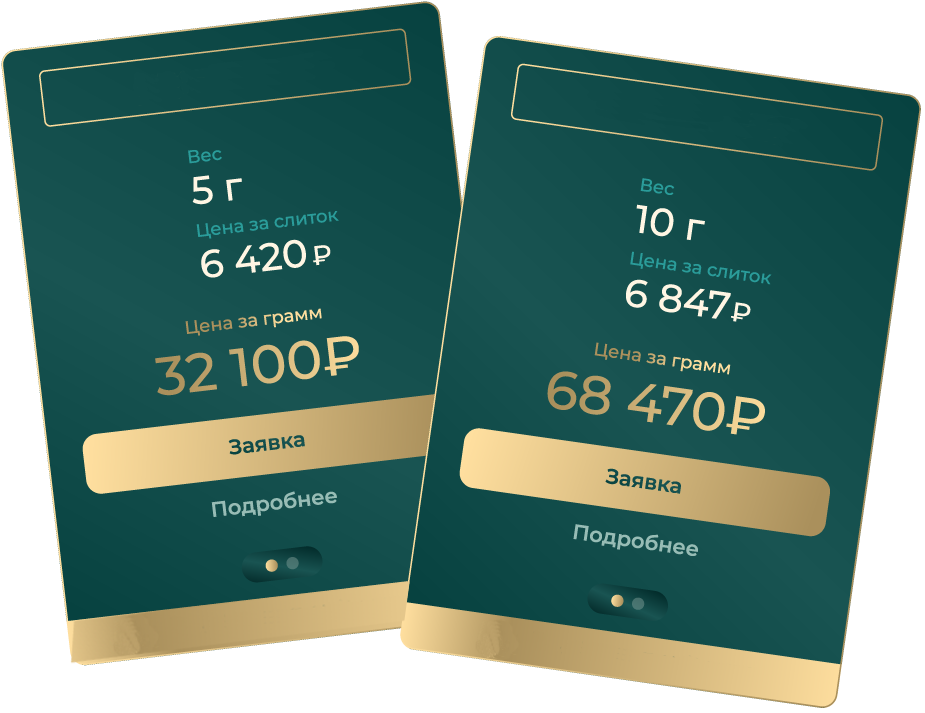 Вес
5 г
Цена за слиток
6 420 ₽
Цена за грамм
32 100₽
Заявка
Подробнее
Вес
10 г
Цена за слиток
6 847₽
Цена за грамм
68 470₽
Заявка
Подробнее